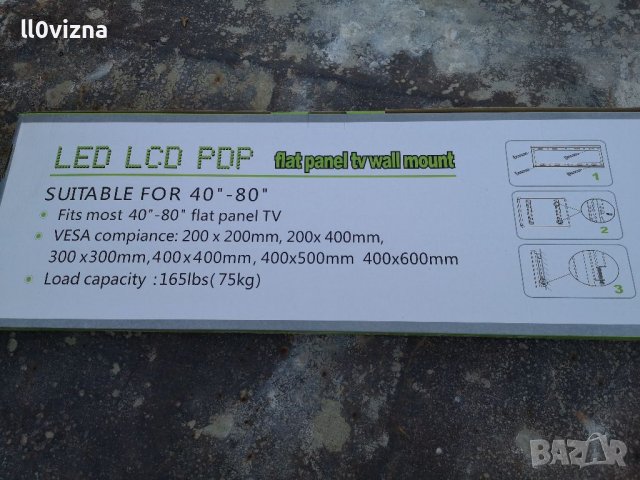 ll0vizna
LED LCD PDP flat panel tv wall mount
SUITABLE FOR 40"-80"
• Fits most 40"-80" flat panel TV
• VESA compiance: 200 x 200mm, 200x 400mm,
300 x300mm, 400 x 400mm, 400x500mm 400x600mm
• Load capacity :165lbs(75kg)
1
2
3
BAZAR